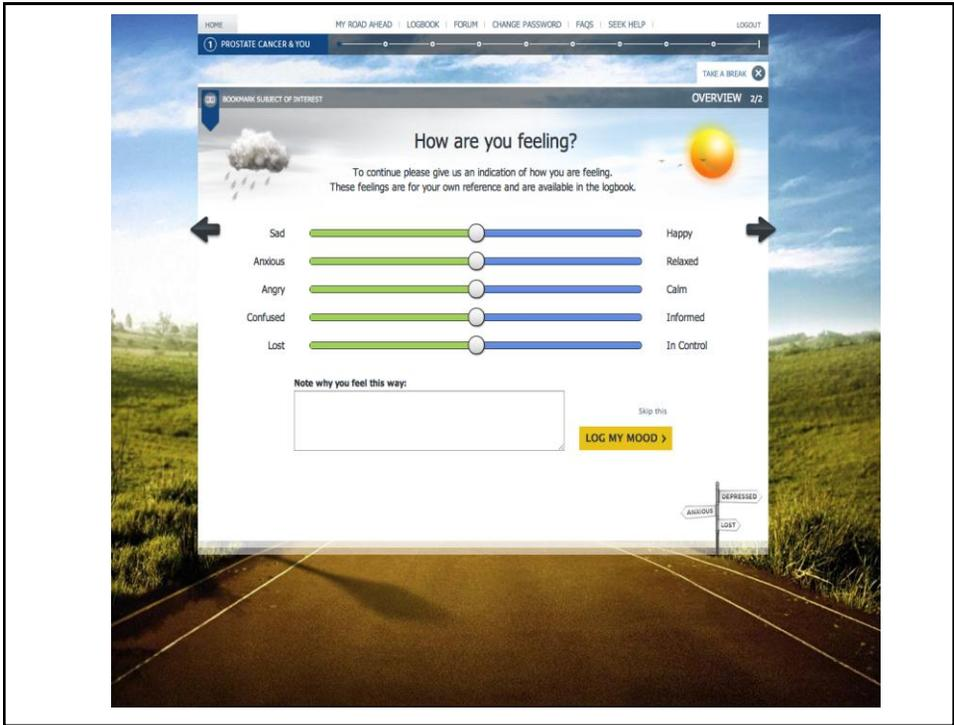 HOME MY ROAD AHEAD LOGBOOK FORUM CHANGE PASSWORD FAQS SEEK HELP LOGOUT
1 PROSTATE CANCER & YOU
TAKE A BREAK
BOOKMARK SUBJECT OF INTEREST OVERVIEW 2/2
How are you feeling?
To continue please give us an indication of how you are feeling.
These feelings are for your own reference and are available in the logbook.
Sad Happy
Anxious Relaxed
Angry Calm
Confused Informed
Lost In Control
Note why you feel this way:
Skip this
LOG MY MOOD >
DEPRESSED
ANXIOUS
LOST